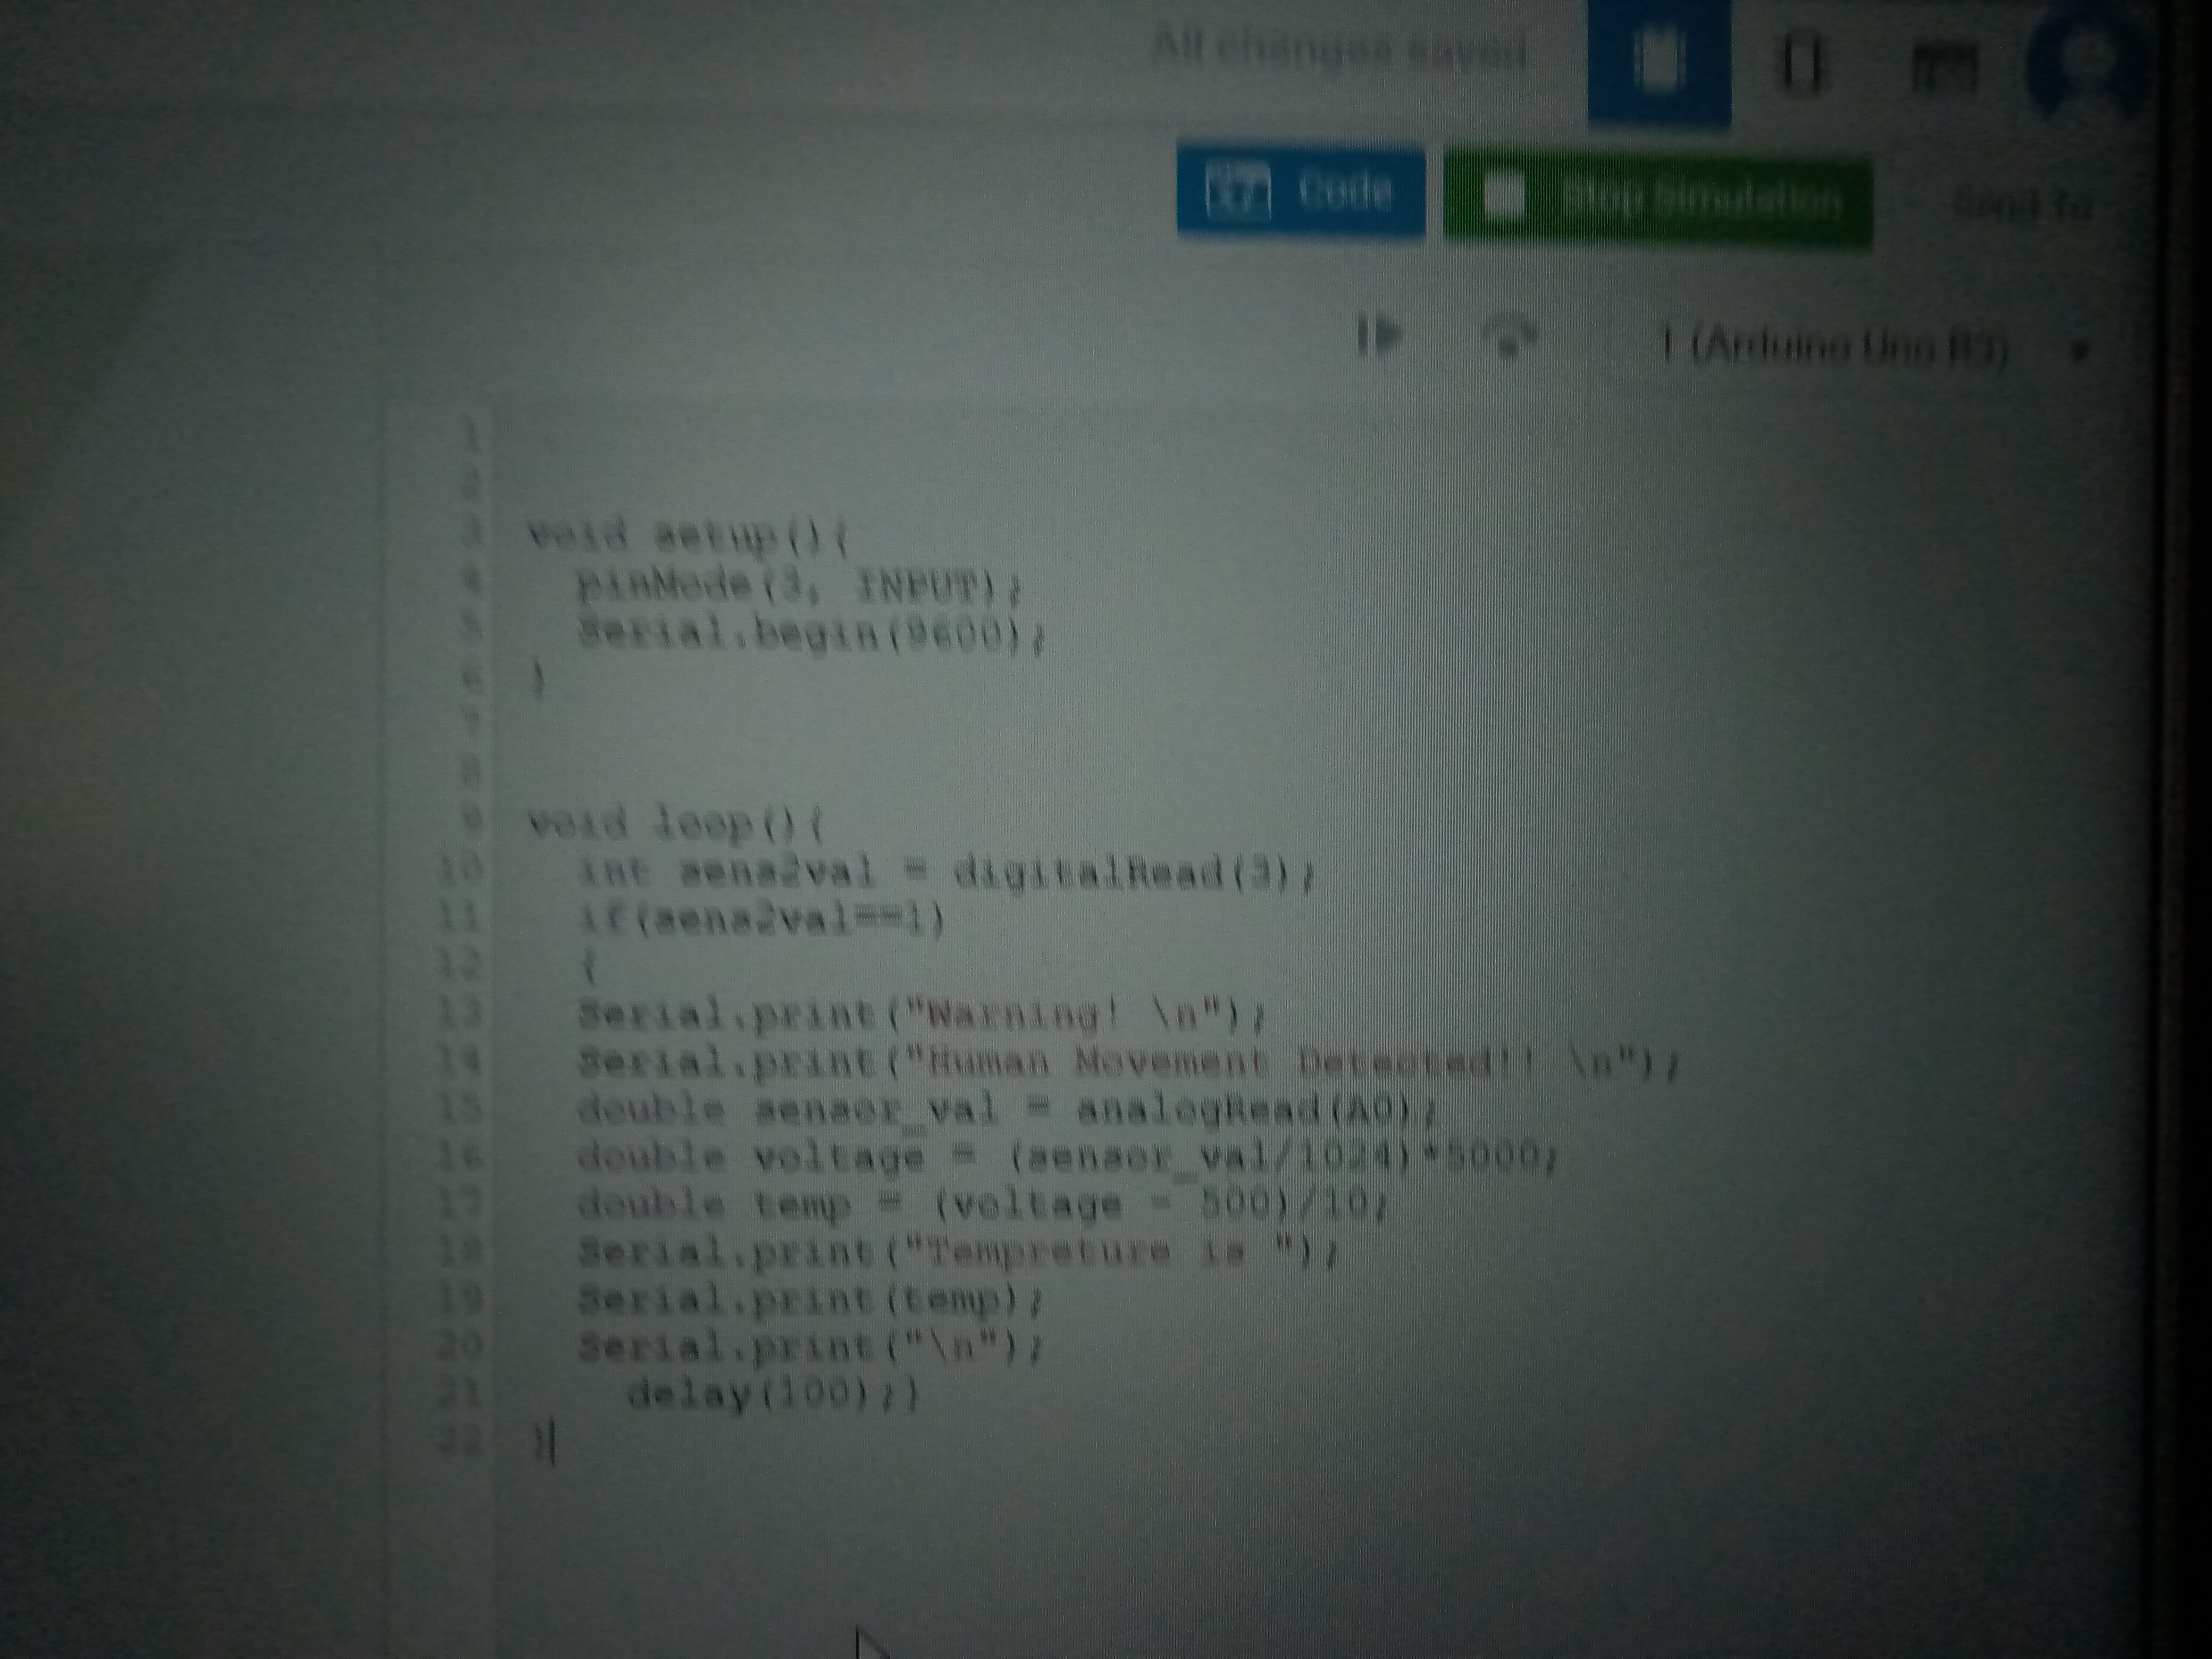 All changes saved
Code
Stop Simulation
Send To
1 (Arduino Uno R3)
1
2
3 void setup(){
4 pinMode(3, INPUT);
5 Serial.begin(9600);
6 }
7
8
9 void loop(){
10 int sens2val = digitalRead(3);
11 if(sens2val==1)
12 {
13 Serial.print("Warning! \n");
14 Serial.print("Human Movement Detected!! \n");
15 double sensor_val = analogRead(A0);
16 double voltage = (sensor_val/1024)*5000;
17 double temp = (voltage - 500)/10;
18 Serial.print("Tempreture is ");
19 Serial.print(temp);
20 Serial.print("\n");
21 delay(100);}
22 }